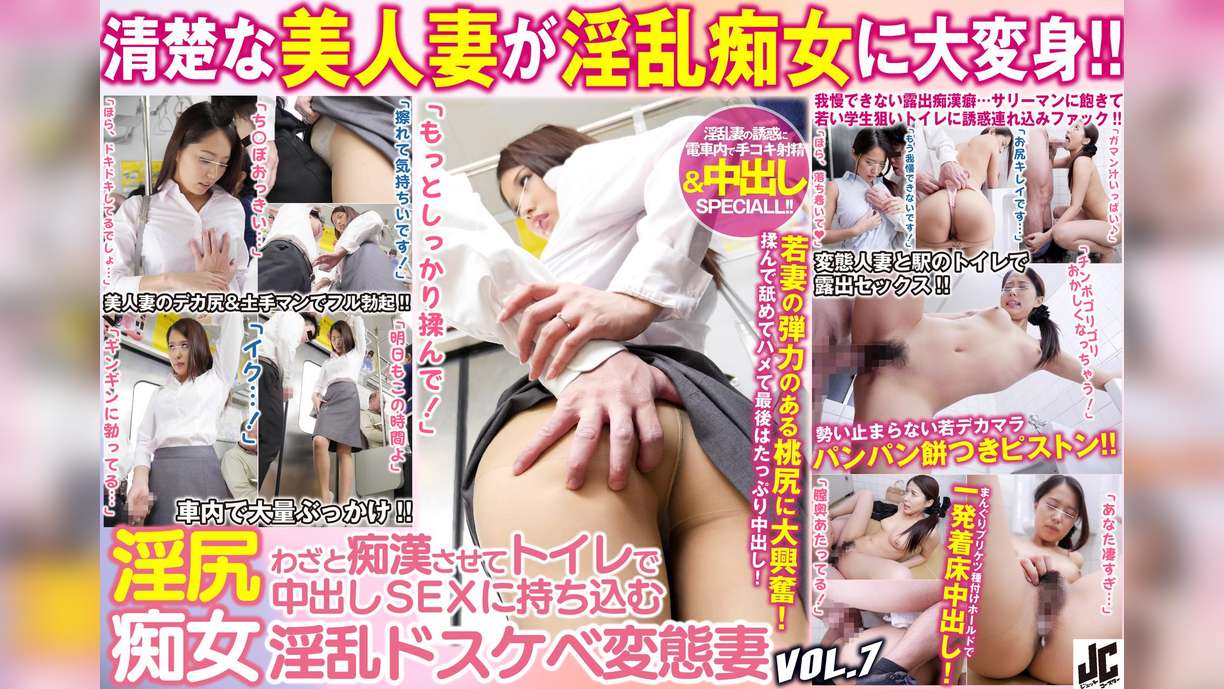 清楚な美人妻が淫乱痴女に大変身!!
「ほら、ドキドキしてるでしょ…」
「ち〇ぽおっきい…」
「擦れて気持ちいいです!」
美人妻のデカ尻&土手マンでフル勃起!!
「ギンギンに勃ってる…」
「イク…!」
「明日もこの時間よ」
車内で大量ぶっかけ!!
「もっとしっかり揉んで!」
淫乱妻の誘惑に
電車内で手コキ射精
&中出し
SPECIALL!!
若妻の弾力のある桃尻に大興奮!
揉んで舐めてハメて最後はたっぷり中出し!
我慢できない露出痴漢癖…サリーマンに飽きて
若い学生狙いトイレに誘惑連れ込みファック!!
「ほら、落ち着いて♥」
「もう我慢できないです!」
「お尻キレイです…」
「ガマン汁いっぱい♪」
変態人妻と駅のトイレで
露出セックス!!
「チンポゴリゴリ
おかしくなっちゃう!」
勢い止まらない若デカマラ
パンパン餅つきピストン!!
「膣奥あたってる!」
まんぐりプリケツ種付けホールドで
一発着床中出し!
「あなた凄すぎ…」
淫尻
痴女
わざと痴漢させてトイレで
中出しSEXに持ち込む
淫乱ドスケベ変態妻
VOL.7
JC
ジェットコースター